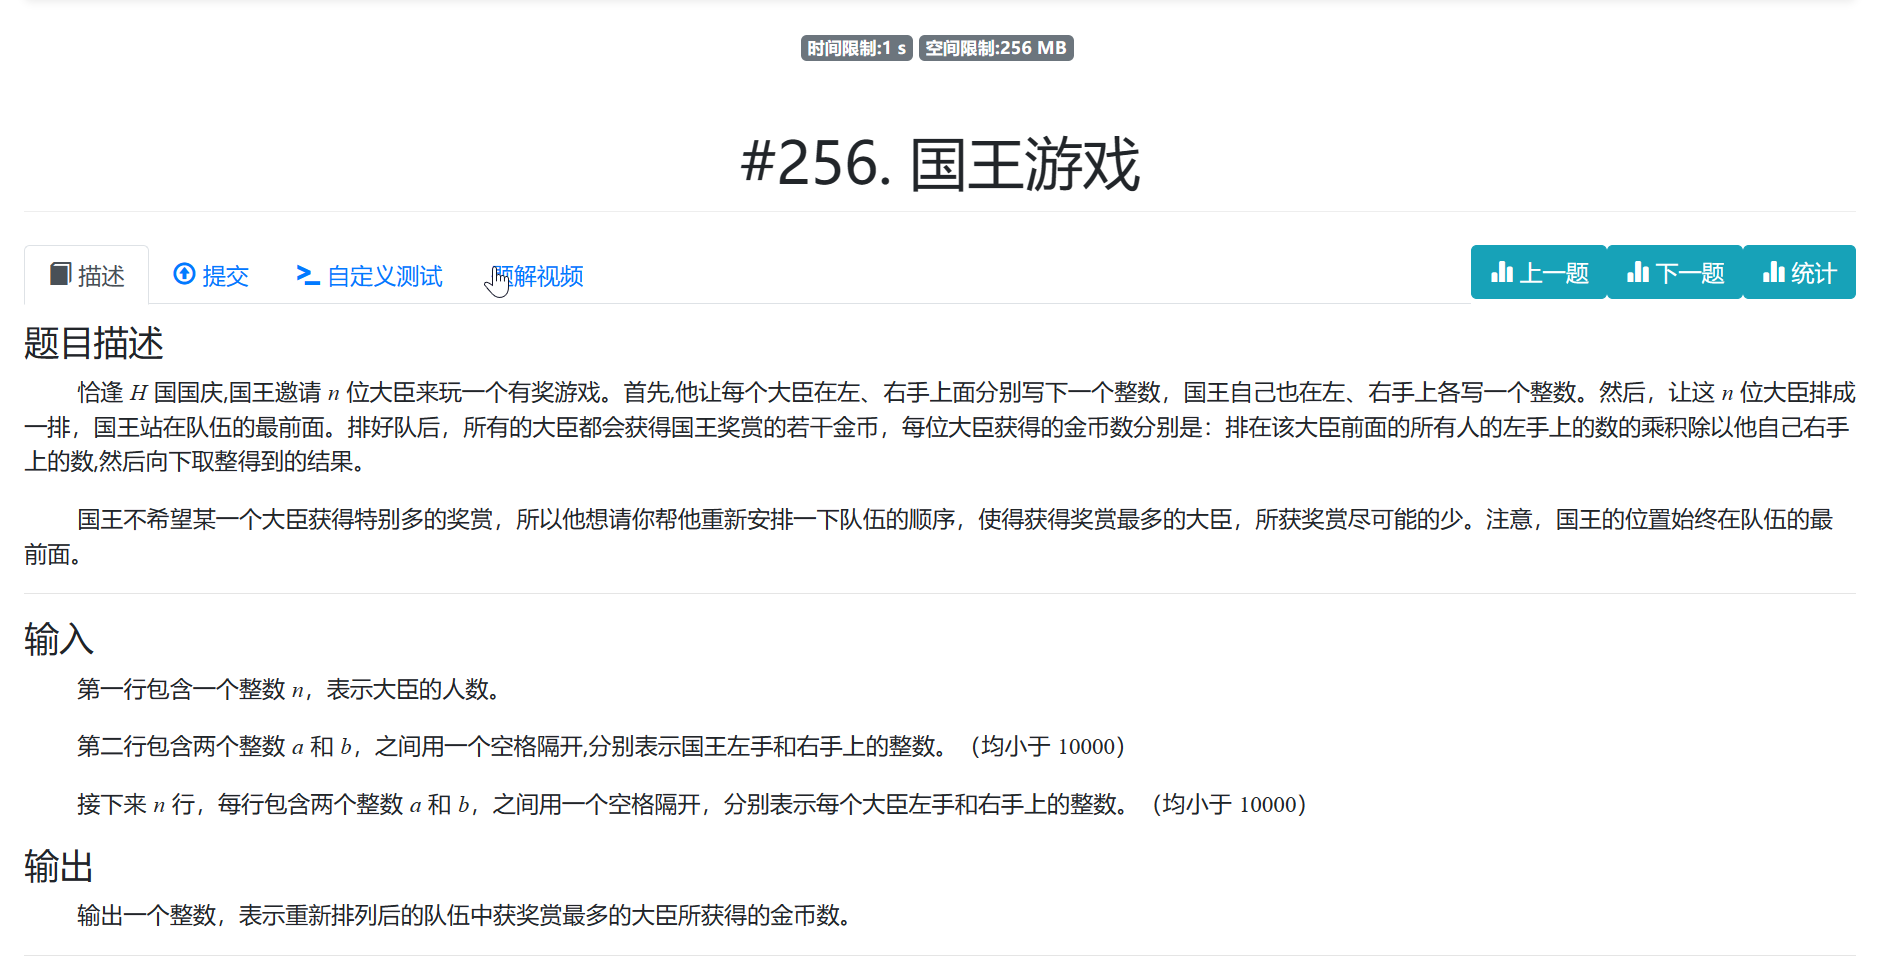 时间限制:1 s 空间限制:256 MB
#256. 国王游戏
描述 提交 自定义测试 解视频 上一题 下一题 统计
题目描述
恰逢 H 国国庆,国王邀请 n 位大臣来玩一个有奖游戏。首先,他让每个大臣在左、右手上面分别写下一个整数，国王自己也在左、右手上各写一个整数。然后，让这 n 位大臣排成
一排，国王站在队伍的最前面。排好队后，所有的大臣都会获得国王奖赏的若干金币，每位大臣获得的金币数分别是：排在该大臣前面的所有人的左手上的数的乘积除以他自己右手
上的数,然后向下取整得到的结果。
国王不希望某一个大臣获得特别多的奖赏，所以他想请你帮他重新安排一下队伍的顺序，使得获得奖赏最多的大臣，所获奖赏尽可能的少。注意，国王的位置始终在队伍的最
前面。
输入
第一行包含一个整数 n，表示大臣的人数。
第二行包含两个整数 a 和 b，之间用一个空格隔开,分别表示国王左手和右手上的整数。（均小于 10000）
接下来 n 行，每行包含两个整数 a 和 b，之间用一个空格隔开，分别表示每个大臣左手和右手上的整数。（均小于 10000）
输出
输出一个整数，表示重新排列后的队伍中获奖赏最多的大臣所获得的金币数。